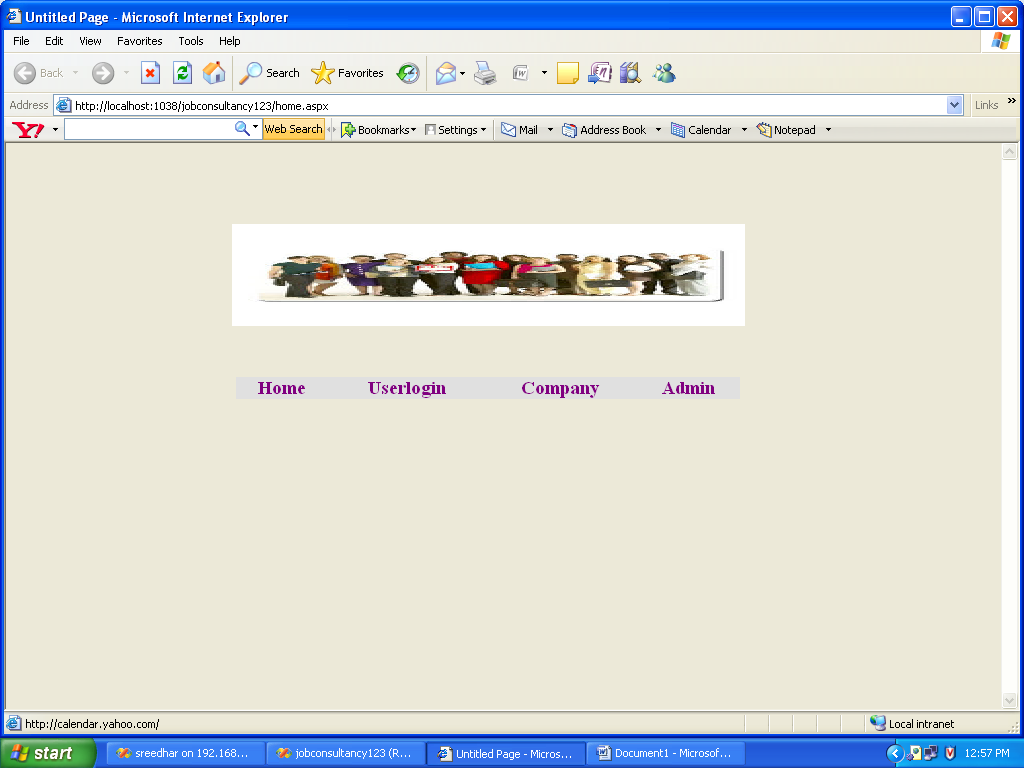 Untitled Page - Microsoft Internet Explorer
File Edit View Favorites Tools Help
Back Search Favorites
Address http://localhost:1038/jobconsultancy123/home.aspx Links »
Y! Web Search Bookmarks Settings Mail Address Book Calendar Notepad
Home Userlogin Company Admin
http://calendar.yahoo.com/ Local intranet
start sreedhar on 192.168... jobconsultancy123 (R... Untitled Page - Micros... Document1 - Microsof... 12:57 PM